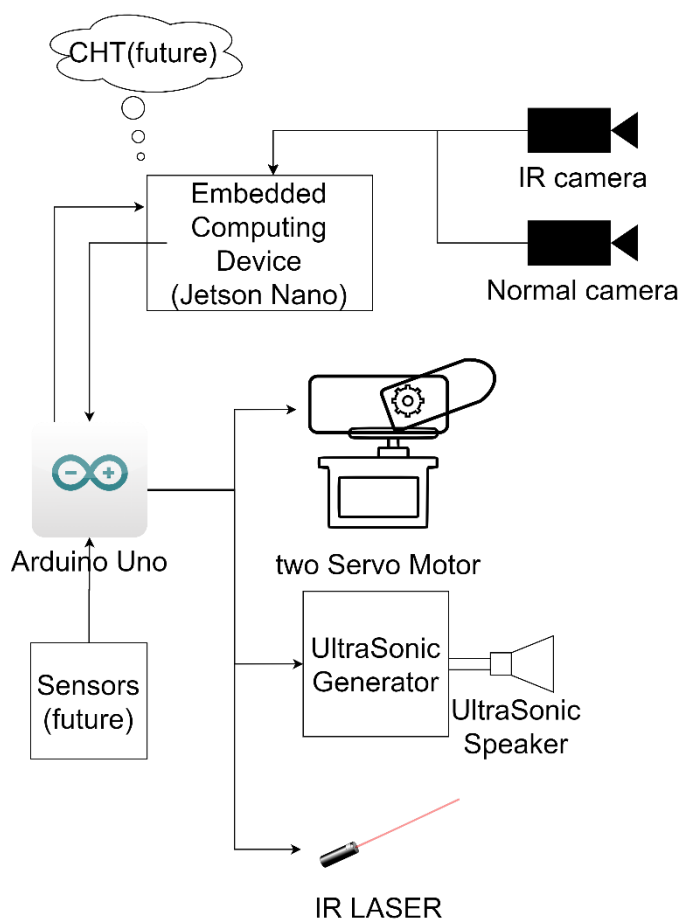 CHT(future)
IR camera
Embedded
Computing
Device
(Jetson Nano)
Normal camera
Arduino Uno
two Servo Motor
UltraSonic
Generator
Sensors
(future)
UltraSonic
Speaker
IR LASER